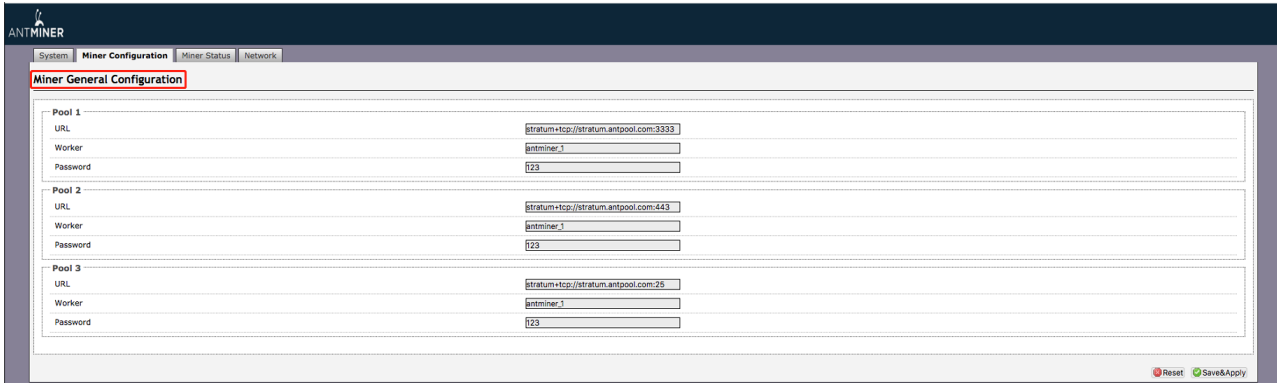 ANTMINER
System Miner Configuration Miner Status Network
Miner General Configuration
Pool 1
URL stratum+tcp://stratum.antpool.com:3333
Worker antminer_1
Password 123
Pool 2
URL stratum+tcp://stratum.antpool.com:443
Worker antminer_1
Password 123
Pool 3
URL stratum+tcp://stratum.antpool.com:25
Worker antminer_1
Password 123
Reset Save&Apply